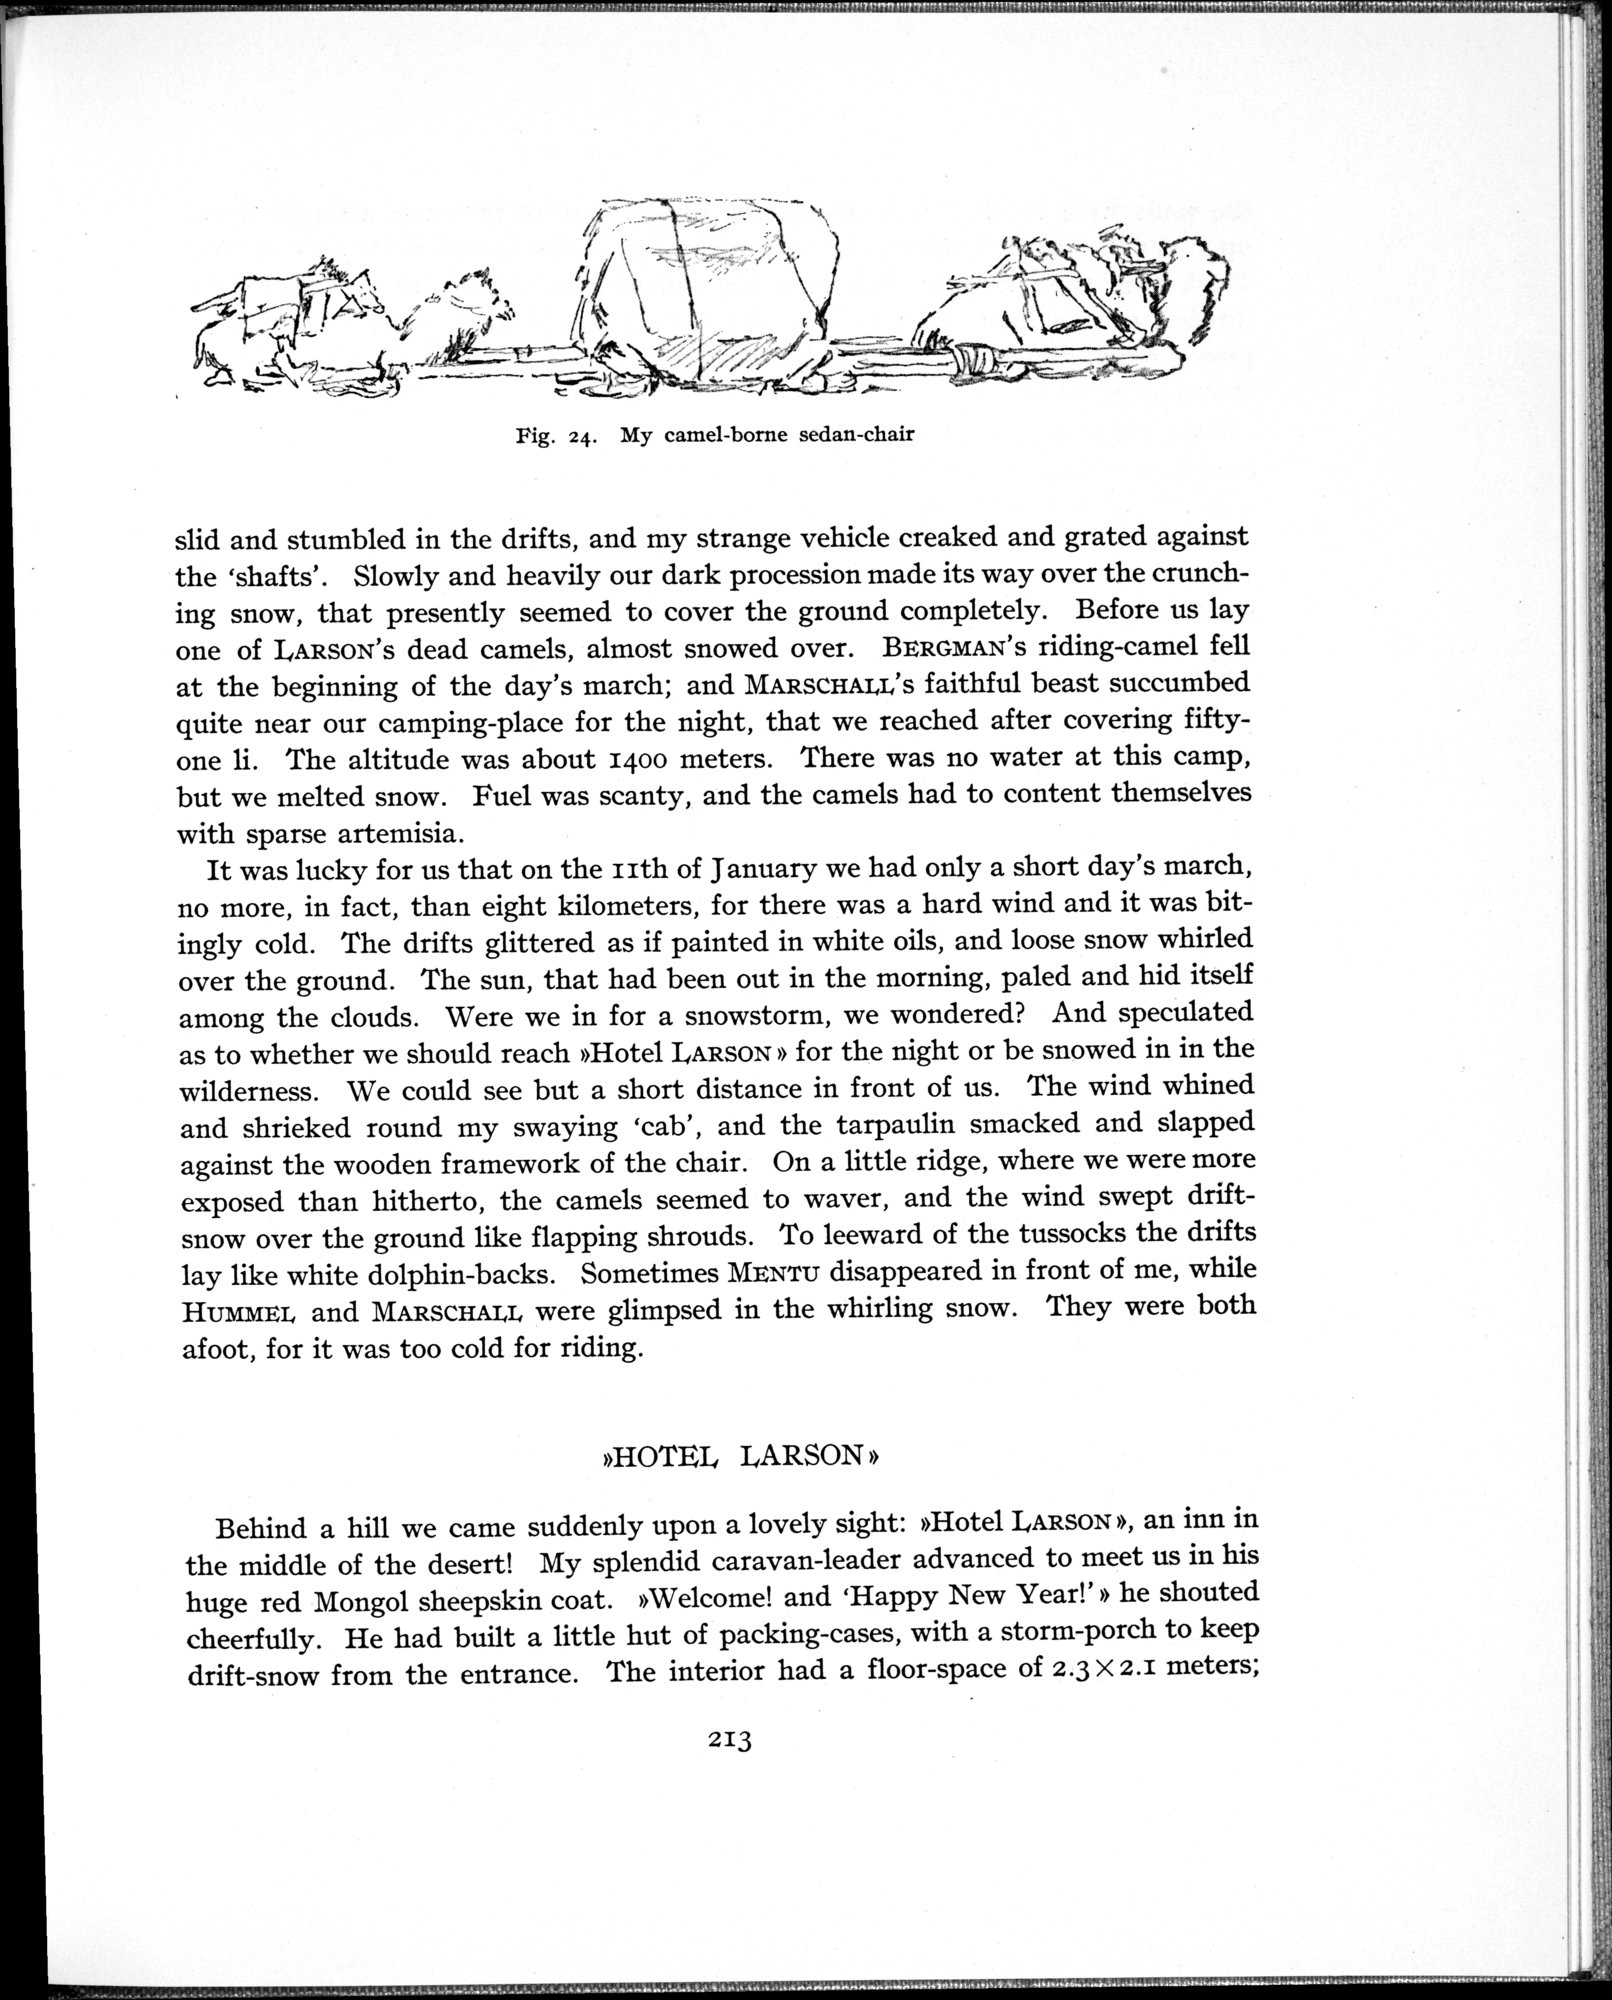 Fig. 24. My camel-borne sedan-chair
slid and stumbled in the drifts, and my strange vehicle creaked and grated against
the ‘shafts’. Slowly and heavily our dark procession made its way over the crunch-
ing snow, that presently seemed to cover the ground completely. Before us lay
one of LARSON’s dead camels, almost snowed over. BERGMAN’s riding-camel fell
at the beginning of the day’s march; and MARSCHALL’s faithful beast succumbed
quite near our camping-place for the night, that we reached after covering fifty-
one li. The altitude was about 1400 meters. There was no water at this camp,
but we melted snow. Fuel was scanty, and the camels had to content themselves
with sparse artemisia.
It was lucky for us that on the 11th of January we had only a short day’s march,
no more, in fact, than eight kilometers, for there was a hard wind and it was bit-
ingly cold. The drifts glittered as if painted in white oils, and loose snow whirled
over the ground. The sun, that had been out in the morning, paled and hid itself
among the clouds. Were we in for a snowstorm, we wondered? And speculated
as to whether we should reach »Hotel LARSON» for the night or be snowed in in the
wilderness. We could see but a short distance in front of us. The wind whined
and shrieked round my swaying ‘cab’, and the tarpaulin smacked and slapped
against the wooden framework of the chair. On a little ridge, where we were more
exposed than hitherto, the camels seemed to waver, and the wind swept drift-
snow over the ground like flapping shrouds. To leeward of the tussocks the drifts
lay like white dolphin-backs. Sometimes MENTU disappeared in front of me, while
HUMMEL and MARSCHALL were glimpsed in the whirling snow. They were both
afoot, for it was too cold for riding.
»HOTEL LARSON»
Behind a hill we came suddenly upon a lovely sight: »Hotel LARSON», an inn in
the middle of the desert! My splendid caravan-leader advanced to meet us in his
huge red Mongol sheepskin coat. »Welcome! and ‘Happy New Year!’» he shouted
cheerfully. He had built a little hut of packing-cases, with a storm-porch to keep
drift-snow from the entrance. The interior had a floor-space of 2.3×2.1 meters;
213